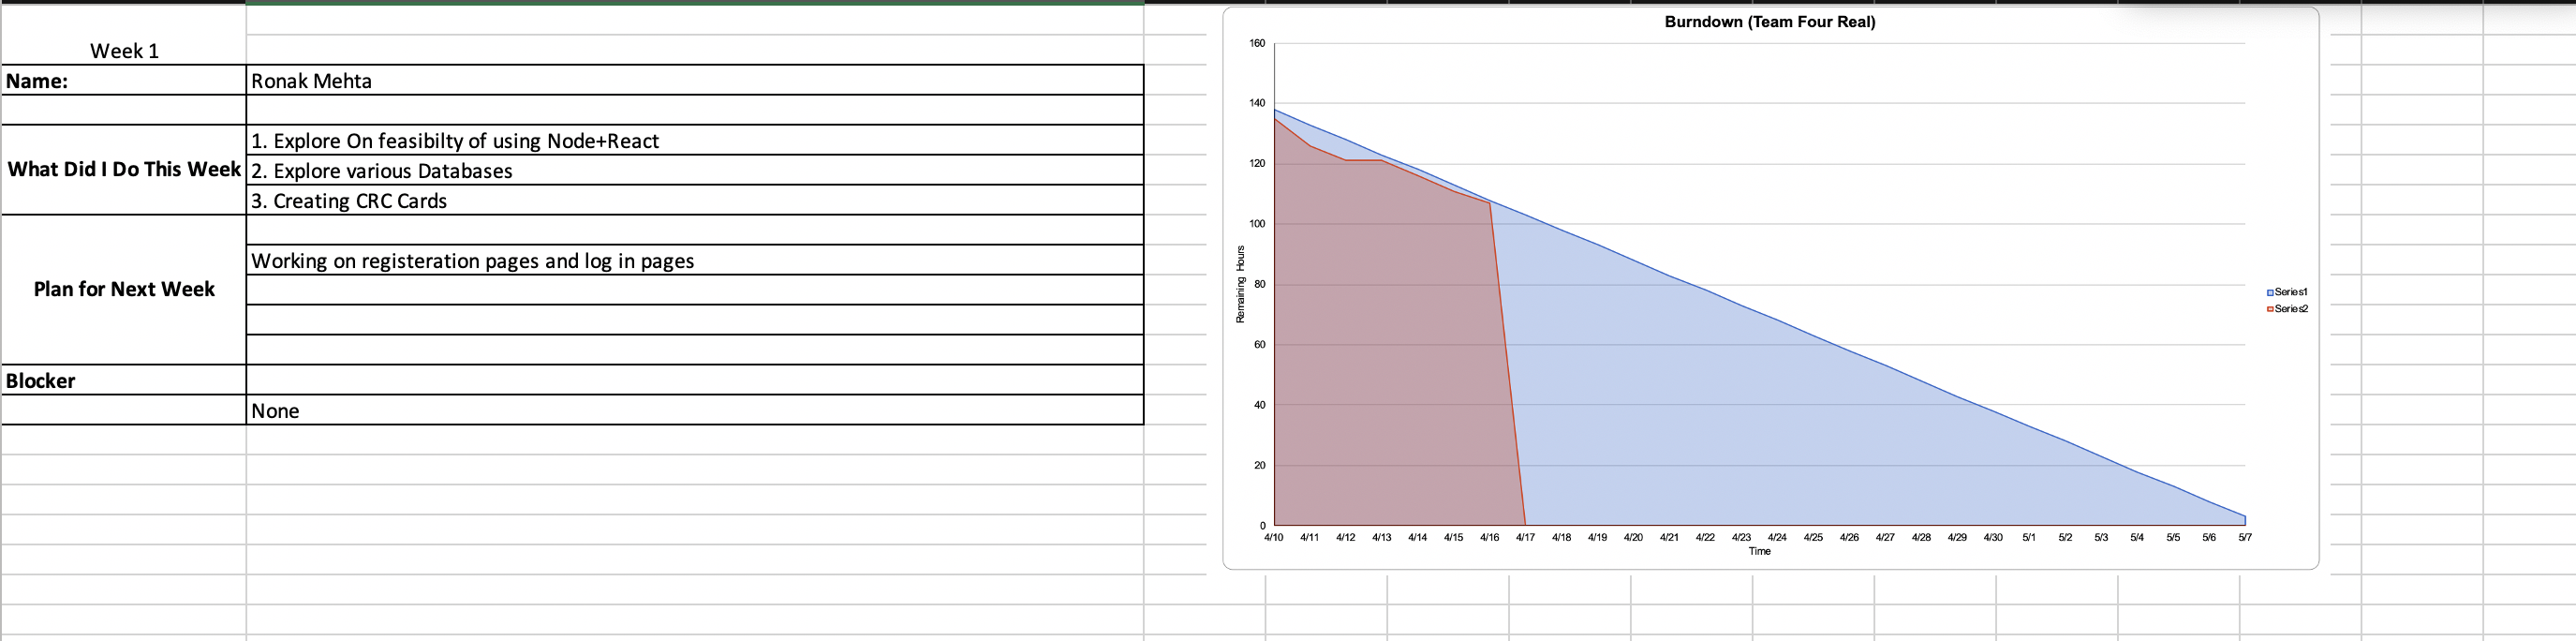 Week 1
Name: Ronak Mehta
What Did I Do This Week
1. Explore On feasibilty of using Node+React
2. Explore various Databases
3. Creating CRC Cards
Plan for Next Week
Working on registeration pages and log in pages
Blocker
None
Burndown (Team Four Real)
160
140
120
100
80
60
40
20
0
Remaining Hours
4/10 4/11 4/12 4/13 4/14 4/15 4/16 4/17 4/18 4/19 4/20 4/21 4/22 4/23 4/24 4/25 4/26 4/27 4/28 4/29 4/30 5/1 5/2 5/3 5/4 5/5 5/6 5/7
Time
Series1
Series2